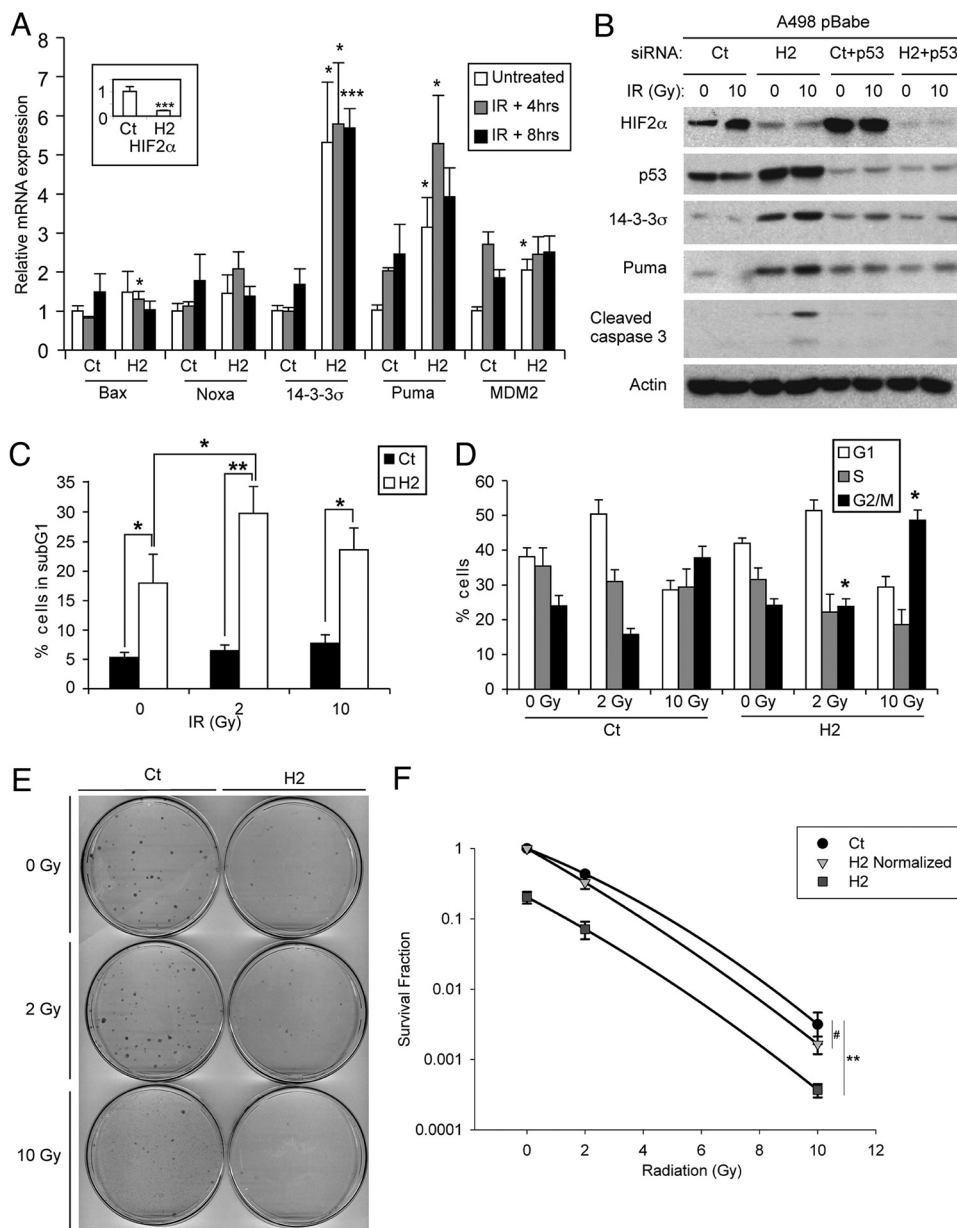 A
8
7
6
5
4
3
2
1
0
Relative mRNA expression
1
0
***
Ct H2
HIF2α
Untreated
IR + 4hrs
IR + 8hrs
* * * *** * * *
Ct H2 Ct H2 Ct H2 Ct H2 Ct H2
Bax Noxa 14-3-3σ Puma MDM2
B
A498 pBabe
siRNA: Ct H2 Ct+p53 H2+p53
IR (Gy): 0 10 0 10 0 10 0 10
HIF2α
p53
14-3-3σ
Puma
Cleaved
caspase 3
Actin
C
35
30
25
20
15
10
5
0
% cells in subG1
* * ** *
Ct
H2
0 2 10
IR (Gy)
D
60
50
40
30
20
10
0
% cells
G1
S
G2/M
* *
0 Gy 2 Gy 10 Gy 0 Gy 2 Gy 10 Gy
Ct H2
E
Ct H2
0 Gy
2 Gy
10 Gy
F
1
0.1
0.01
0.001
0.0001
Survival Fraction
Ct
H2 Normalized
H2
# **
0 2 4 6 8 10 12
Radiation (Gy)